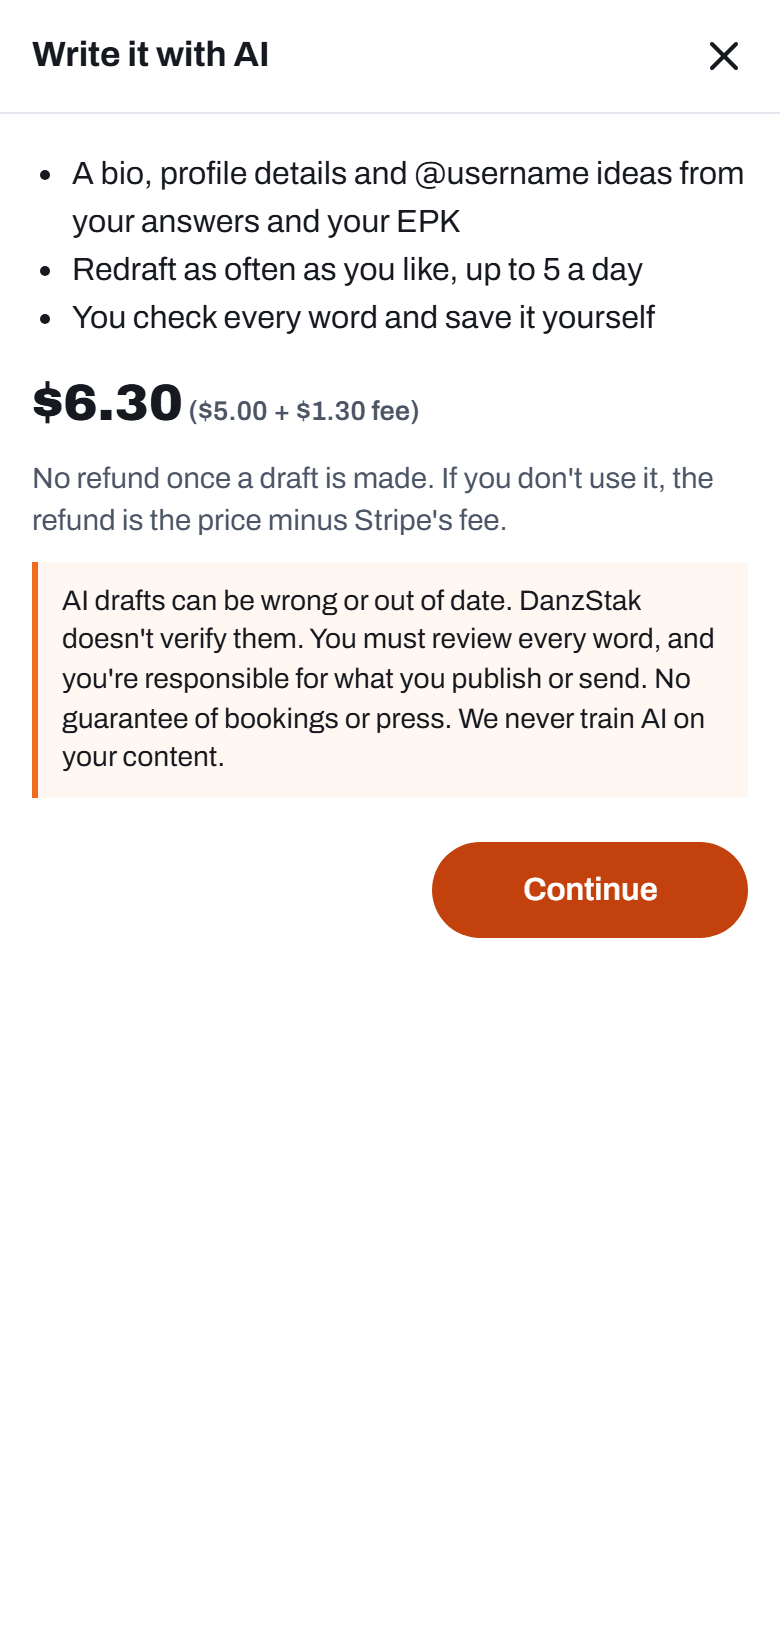 Write it with AI
• A bio, profile details and @username ideas from
your answers and your EPK
• Redraft as often as you like, up to 5 a day
• You check every word and save it yourself
$6.30 ($5.00 + $1.30 fee)
No refund once a draft is made. If you don't use it, the
refund is the price minus Stripe's fee.
AI drafts can be wrong or out of date. DanzStak
doesn't verify them. You must review every word, and
you're responsible for what you publish or send. No
guarantee of bookings or press. We never train AI on
your content.
Continue